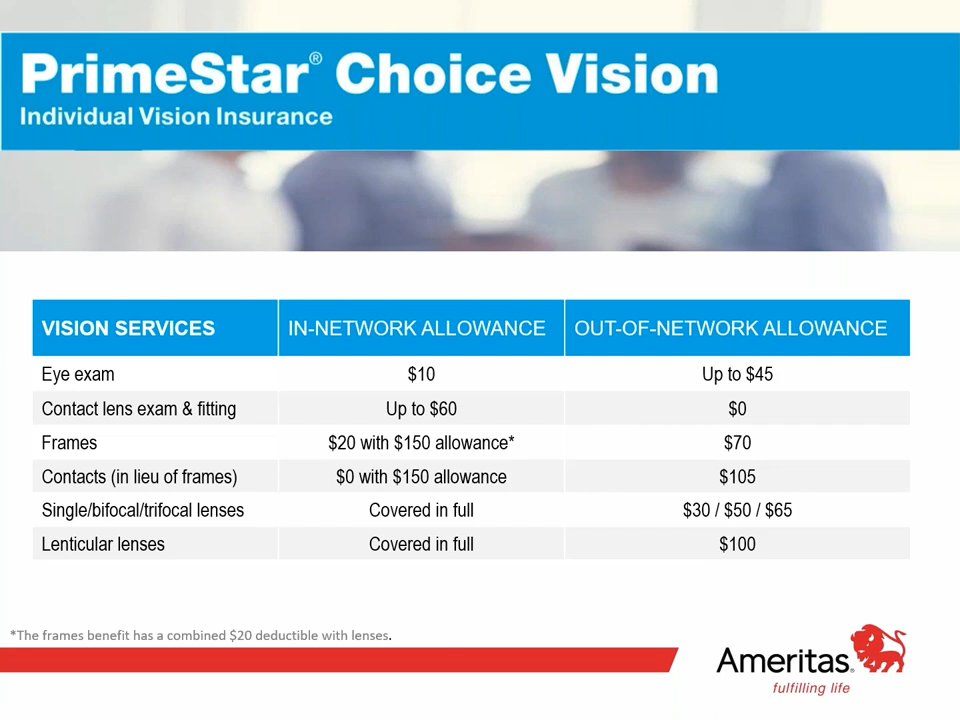 PrimeStar® Choice Vision
Individual Vision Insurance
VISION SERVICES IN-NETWORK ALLOWANCE OUT-OF-NETWORK ALLOWANCE
Eye exam $10 Up to $45
Contact lens exam & fitting Up to $60 $0
Frames $20 with $150 allowance* $70
Contacts (in lieu of frames) $0 with $150 allowance $105
Single/bifocal/trifocal lenses Covered in full $30 / $50 / $65
Lenticular lenses Covered in full $100
*The frames benefit has a combined $20 deductible with lenses.
Ameritas®
fulfilling life